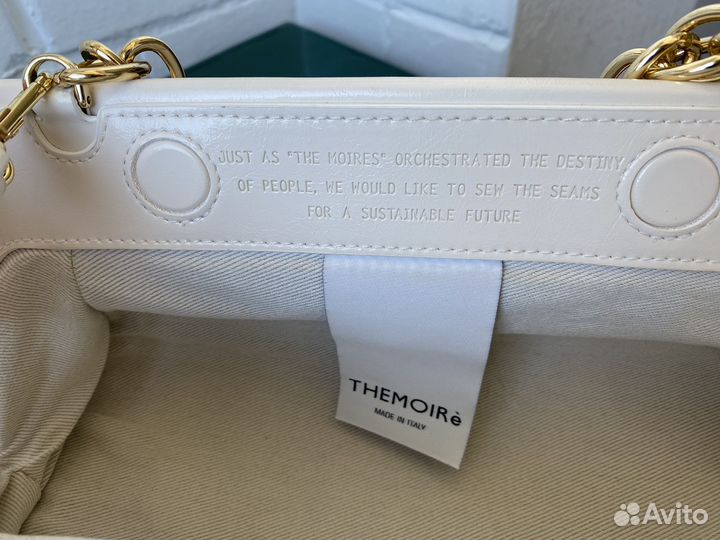 JUST AS "THE MOIRES" ORCHESTRATED THE DESTINY
OF PEOPLE, WE WOULD LIKE TO SEW THE SEAMS
FOR A SUSTAINABLE FUTURE
THEMOIRè
MADE IN ITALY
Avito